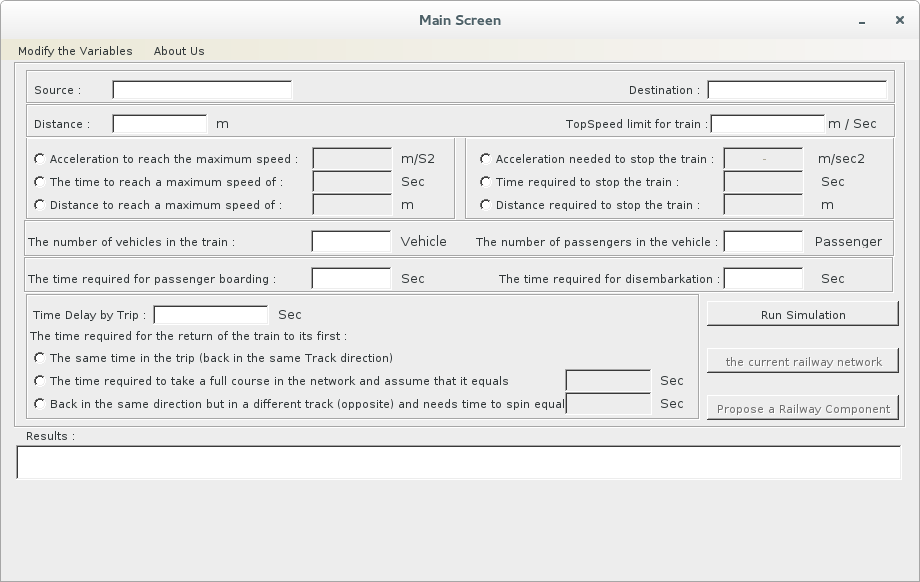 Main Screen
Modify the Variables About Us
Source : Destination :
Distance : m TopSpeed limit for train : m / Sec
Acceleration to reach the maximum speed : m/S2 Acceleration needed to stop the train : - m/sec2
The time to reach a maximum speed of : Sec Time required to stop the train : Sec
Distance to reach a maximum speed of : m Distance required to stop the train : m
The number of vehicles in the train : Vehicle The number of passengers in the vehicle : Passenger
The time required for passenger boarding : Sec The time required for disembarkation : Sec
Time Delay by Trip : Sec Run Simulation
The time required for the return of the train to its first :
The same time in the trip (back in the same Track direction) the current railway network
The time required to take a full course in the network and assume that it equals Sec
Back in the same direction but in a different track (opposite) and needs time to spin equal Sec Propose a Railway Component
Results :